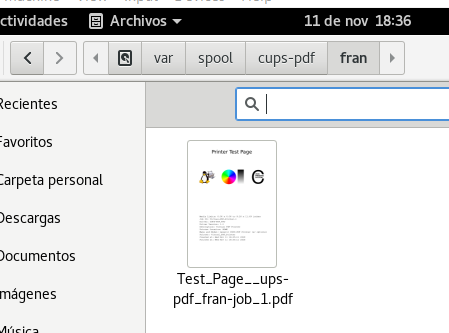 ctividades Archivos 11 de nov 18:36
var spool cups-pdf fran
Recientes
Favoritos
Carpeta personal
Descargas
Documentos
mágenes
Música
Printer Test Page
Test_Page__ups-
pdf_fran-job_1.pdf